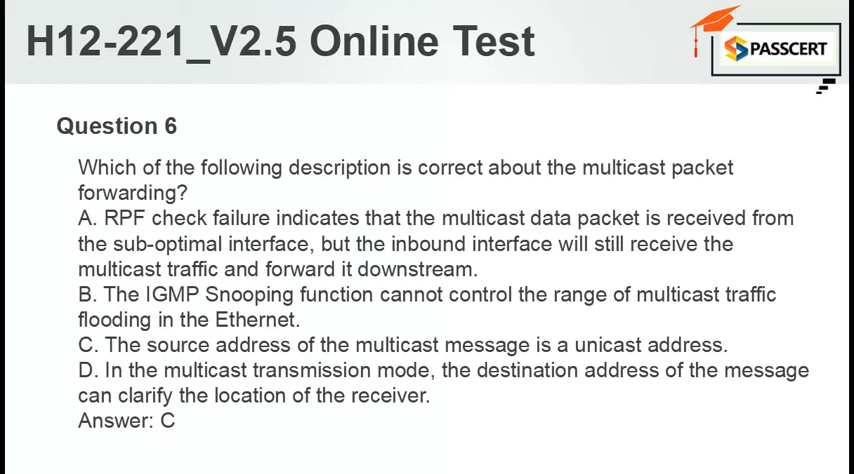 H12-221_V2.5 Online Test
PASSCERT
Question 6
Which of the following description is correct about the multicast packet
forwarding?
A. RPF check failure indicates that the multicast data packet is received from
the sub-optimal interface, but the inbound interface will still receive the
multicast traffic and forward it downstream.
B. The IGMP Snooping function cannot control the range of multicast traffic
flooding in the Ethernet.
C. The source address of the multicast message is a unicast address.
D. In the multicast transmission mode, the destination address of the message
can clarify the location of the receiver.
Answer: C